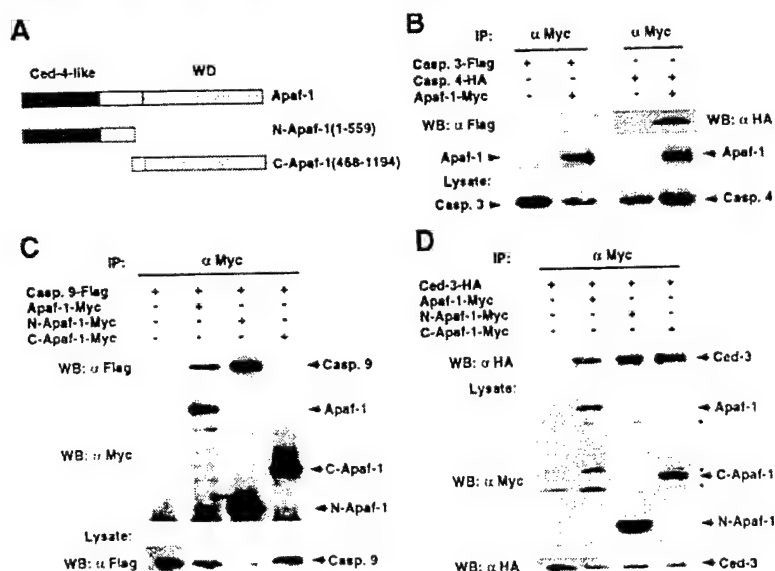 A
Ced-4-like WD
Apaf-1
N-Apaf-1(1-559)
C-Apaf-1(468-1194)
B
IP: α Myc α Myc
Casp. 3-Flag + + - -
Casp. 4-HA - - + +
Apaf-1-Myc - + - +
WB: α Flag WB: α HA
Apaf-1 Apaf-1
Lysate:
Casp. 3 Casp. 4
C
IP: α Myc
Casp. 9-Flag + + + +
Apaf-1-Myc - + - -
N-Apaf-1-Myc - - + -
C-Apaf-1-Myc - - - +
WB: α Flag Casp. 9
Apaf-1
WB: α Myc
C-Apaf-1
N-Apaf-1
Lysate:
WB: α Flag Casp. 9
D
IP: α Myc
Ced-3-HA + + + +
Apaf-1-Myc - + - -
N-Apaf-1-Myc - - + -
C-Apaf-1-Myc - - - +
WB: α HA Ced-3
Lysate:
Apaf-1
WB: α Myc C-Apaf-1
N-Apaf-1
WB: α HA Ced-3